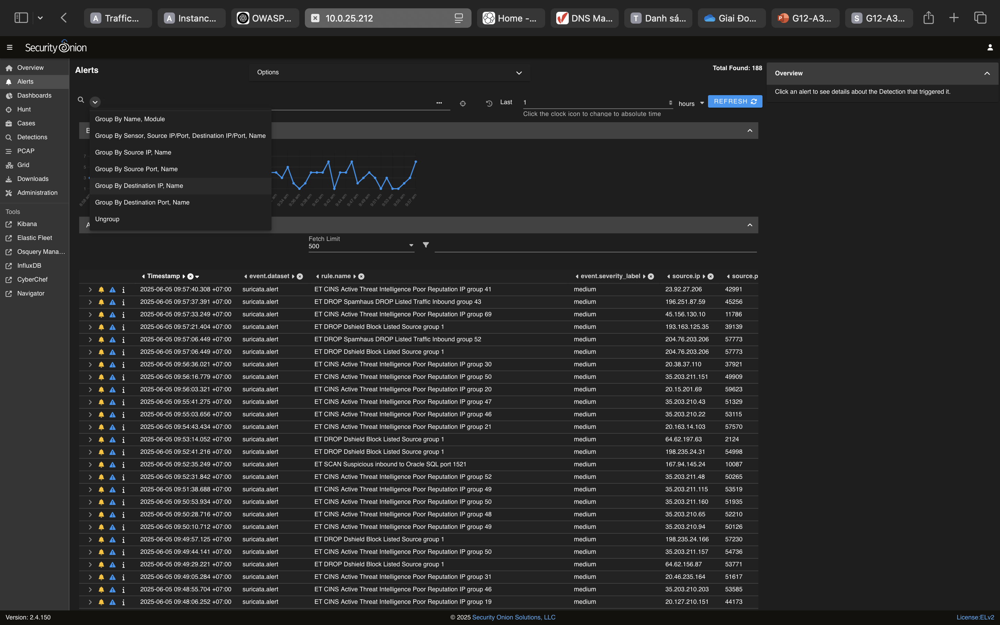 Traffic...
Instanc...
OWASP...
10.0.25.212
Home -...
DNS Ma...
Danh sá...
Giai Đo...
G12-A3...
G12-A3...
Security Onion
Overview
Alerts
Dashboards
Hunt
Cases
Detections
PCAP
Grid
Downloads
Administration
Tools
Kibana
Elastic Fleet
Osquery Mana...
InfluxDB
CyberChef
Navigator
Alerts
Options
Total Found: 188
Overview
Click an alert to see details about the Detection that triggered it.
Last 1 hours REFRESH
Click the clock icon to change to absolute time
Group By Name, Module
Group By Sensor, Source IP/Port, Destination IP/Port, Name
Group By Source IP, Name
Group By Source Port, Name
Group By Destination IP, Name
Group By Destination Port, Name
Ungroup
7
5
3
1
8:58 am 9:34 am 9:36 am 9:38 am 9:40 am 9:42 am 9:44 am 9:47 am 9:49 am 9:51 am 9:53 am 9:55 am 9:57 am
Fetch Limit
500
Timestamp event.dataset rule.name event.severity_label source.ip source.p
2025-06-05 09:57:40.308 +07:00 suricata.alert ET CINS Active Threat Intelligence Poor Reputation IP group 41 medium 23.92.27.206 42991
2025-06-05 09:57:37.391 +07:00 suricata.alert ET DROP Spamhaus DROP Listed Traffic Inbound group 43 medium 196.251.87.59 45256
2025-06-05 09:57:33.249 +07:00 suricata.alert ET CINS Active Threat Intelligence Poor Reputation IP group 69 medium 45.156.130.10 11786
2025-06-05 09:57:21.404 +07:00 suricata.alert ET DROP Dshield Block Listed Source group 1 medium 193.163.125.35 39139
2025-06-05 09:57:06.449 +07:00 suricata.alert ET DROP Spamhaus DROP Listed Traffic Inbound group 52 medium 204.76.203.206 57773
2025-06-05 09:57:06.449 +07:00 suricata.alert ET DROP Dshield Block Listed Source group 1 medium 204.76.203.206 57773
2025-06-05 09:56:36.021 +07:00 suricata.alert ET CINS Active Threat Intelligence Poor Reputation IP group 30 medium 20.38.37.110 37921
2025-06-05 09:56:16.779 +07:00 suricata.alert ET CINS Active Threat Intelligence Poor Reputation IP group 50 medium 35.203.211.151 49909
2025-06-05 09:56:03.321 +07:00 suricata.alert ET CINS Active Threat Intelligence Poor Reputation IP group 20 medium 20.15.201.69 59623
2025-06-05 09:55:41.275 +07:00 suricata.alert ET CINS Active Threat Intelligence Poor Reputation IP group 47 medium 35.203.210.43 51329
2025-06-05 09:55:03.656 +07:00 suricata.alert ET CINS Active Threat Intelligence Poor Reputation IP group 46 medium 35.203.210.22 53115
2025-06-05 09:54:43.434 +07:00 suricata.alert ET CINS Active Threat Intelligence Poor Reputation IP group 21 medium 20.163.14.103 57570
2025-06-05 09:53:14.052 +07:00 suricata.alert ET DROP Dshield Block Listed Source group 1 medium 64.62.197.63 2124
2025-06-05 09:52:41.216 +07:00 suricata.alert ET DROP Dshield Block Listed Source group 1 medium 198.235.24.31 54998
2025-06-05 09:52:35.249 +07:00 suricata.alert ET SCAN Suspicious inbound to Oracle SQL port 1521 medium 167.94.145.24 10087
2025-06-05 09:52:31.842 +07:00 suricata.alert ET CINS Active Threat Intelligence Poor Reputation IP group 52 medium 35.203.211.48 50265
2025-06-05 09:51:38.688 +07:00 suricata.alert ET CINS Active Threat Intelligence Poor Reputation IP group 49 medium 35.203.211.115 53519
2025-06-05 09:50:53.934 +07:00 suricata.alert ET CINS Active Threat Intelligence Poor Reputation IP group 50 medium 35.203.211.160 51935
2025-06-05 09:50:28.716 +07:00 suricata.alert ET CINS Active Threat Intelligence Poor Reputation IP group 48 medium 35.203.210.65 52210
2025-06-05 09:50:10.712 +07:00 suricata.alert ET CINS Active Threat Intelligence Poor Reputation IP group 49 medium 35.203.210.94 50126
2025-06-05 09:49:57.125 +07:00 suricata.alert ET DROP Dshield Block Listed Source group 1 medium 198.235.24.166 57230
2025-06-05 09:49:44.141 +07:00 suricata.alert ET CINS Active Threat Intelligence Poor Reputation IP group 50 medium 35.203.211.157 54736
2025-06-05 09:49:29.221 +07:00 suricata.alert ET DROP Dshield Block Listed Source group 1 medium 64.62.156.87 53771
2025-06-05 09:49:05.284 +07:00 suricata.alert ET CINS Active Threat Intelligence Poor Reputation IP group 31 medium 20.46.235.164 51617
2025-06-05 09:48:55.704 +07:00 suricata.alert ET CINS Active Threat Intelligence Poor Reputation IP group 46 medium 35.203.210.203 53585
2025-06-05 09:48:06.252 +07:00 suricata.alert ET CINS Active Threat Intelligence Poor Reputation IP group 19 medium 20.127.210.151 44173
Version: 2.4.150
© 2025 Security Onion Solutions, LLC
License:ELv2